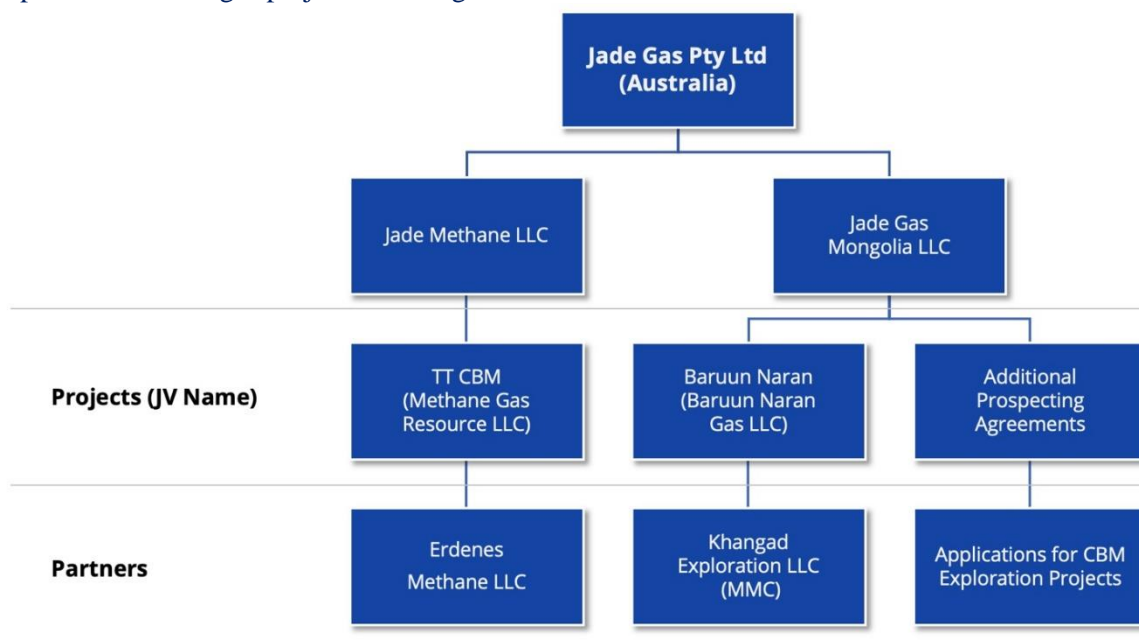 Jade Gas Pty Ltd
(Australia)
Jade Methane LLC
Jade Gas
Mongolia LLC
Projects (JV Name)
TT CBM
(Methane Gas
Resource LLC)
Baruun Naran
(Baruun Naran
Gas LLC)
Additional
Prospecting
Agreements
Partners
Erdenes
Methane LLC
Khangad
Exploration LLC
(MMC)
Applications for CBM
Exploration Projects